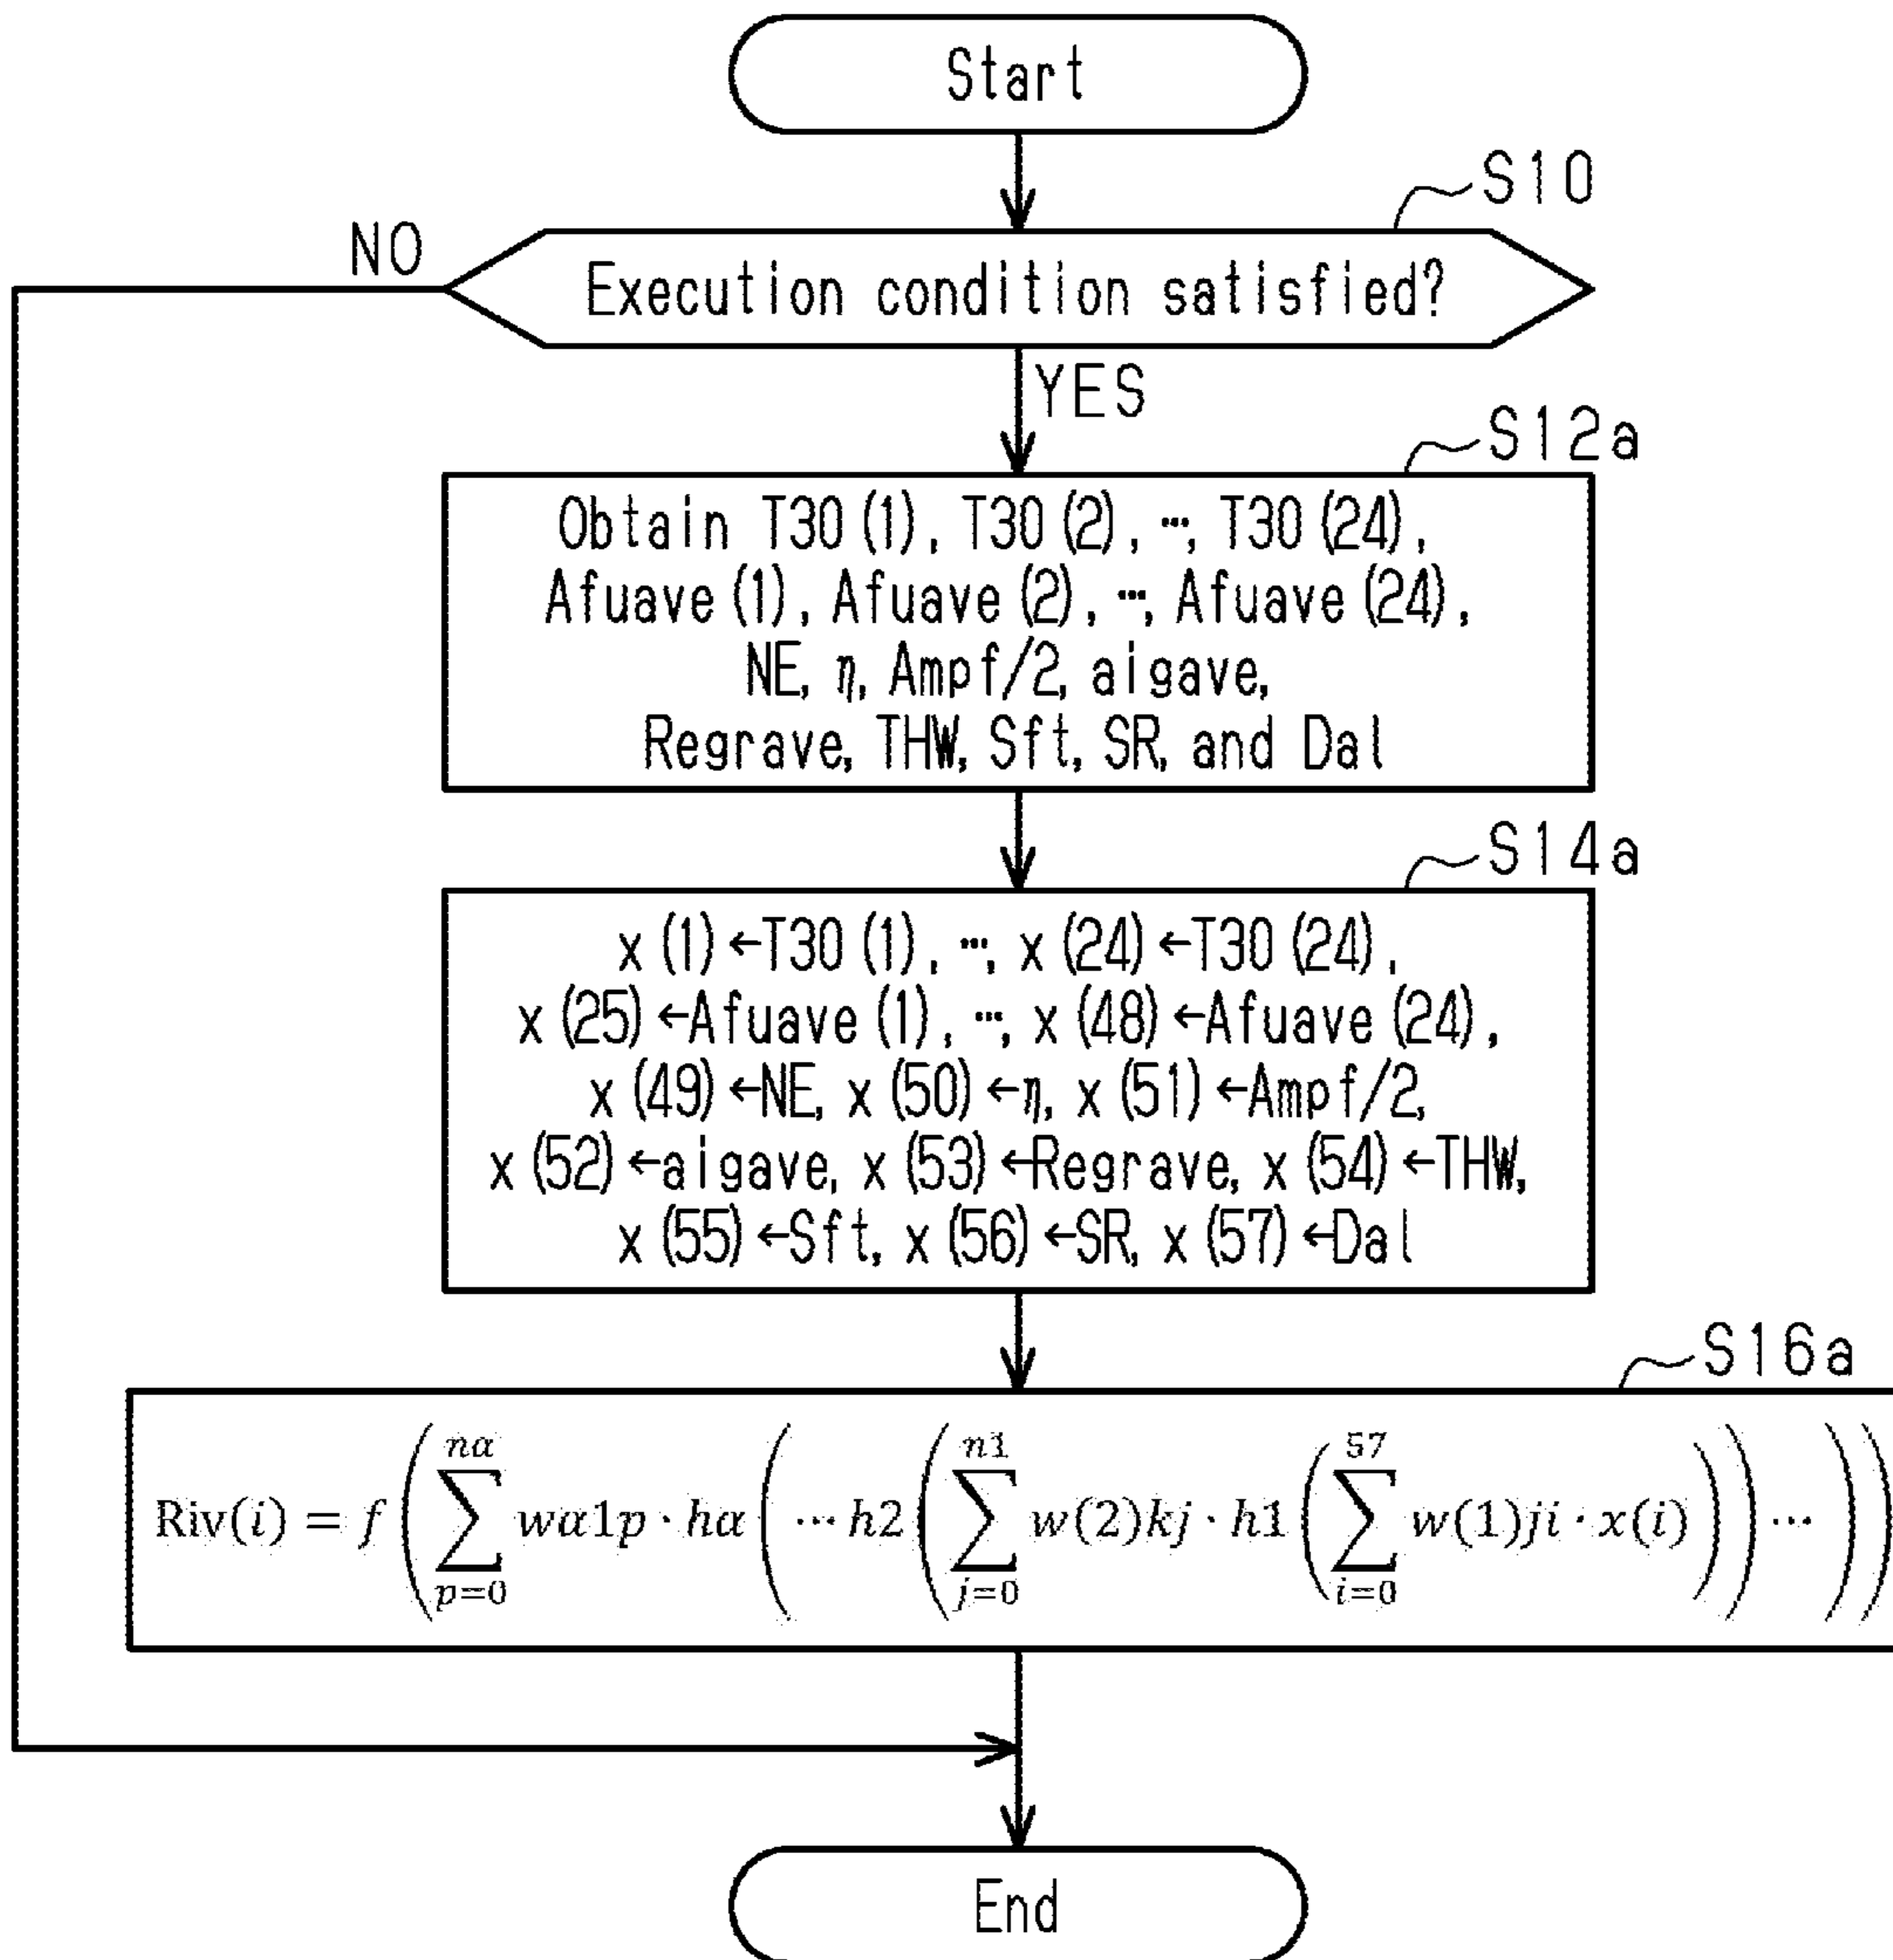 Start
S10
NO
Execution condition satisfied?
YES
S12a
Obtain T30(1), T30(2), …, T30(24),
Afuave(1), Afuave(2), …, Afuave(24),
NE, η, Ampf/2, aigave,
Regrave, THW, Sft, SR, and Dal
S14a
x(1)←T30(1), …, x(24)←T30(24),
x(25)←Afuave(1), …, x(48)←Afuave(24),
x(49)←NE, x(50)←η, x(51)←Ampf/2,
x(52)←aigave, x(53)←Regrave, x(54)←THW,
x(55)←Sft, x(56)←SR, x(57)←Dal
S16a
Riv(i) = f(∑_{p=0}^{nα} wα1p · hα(⋯ h2(∑_{j=0}^{n1} w(2)kj · h1(∑_{i=0}^{57} w(1)ji · x(i)))⋯))
End